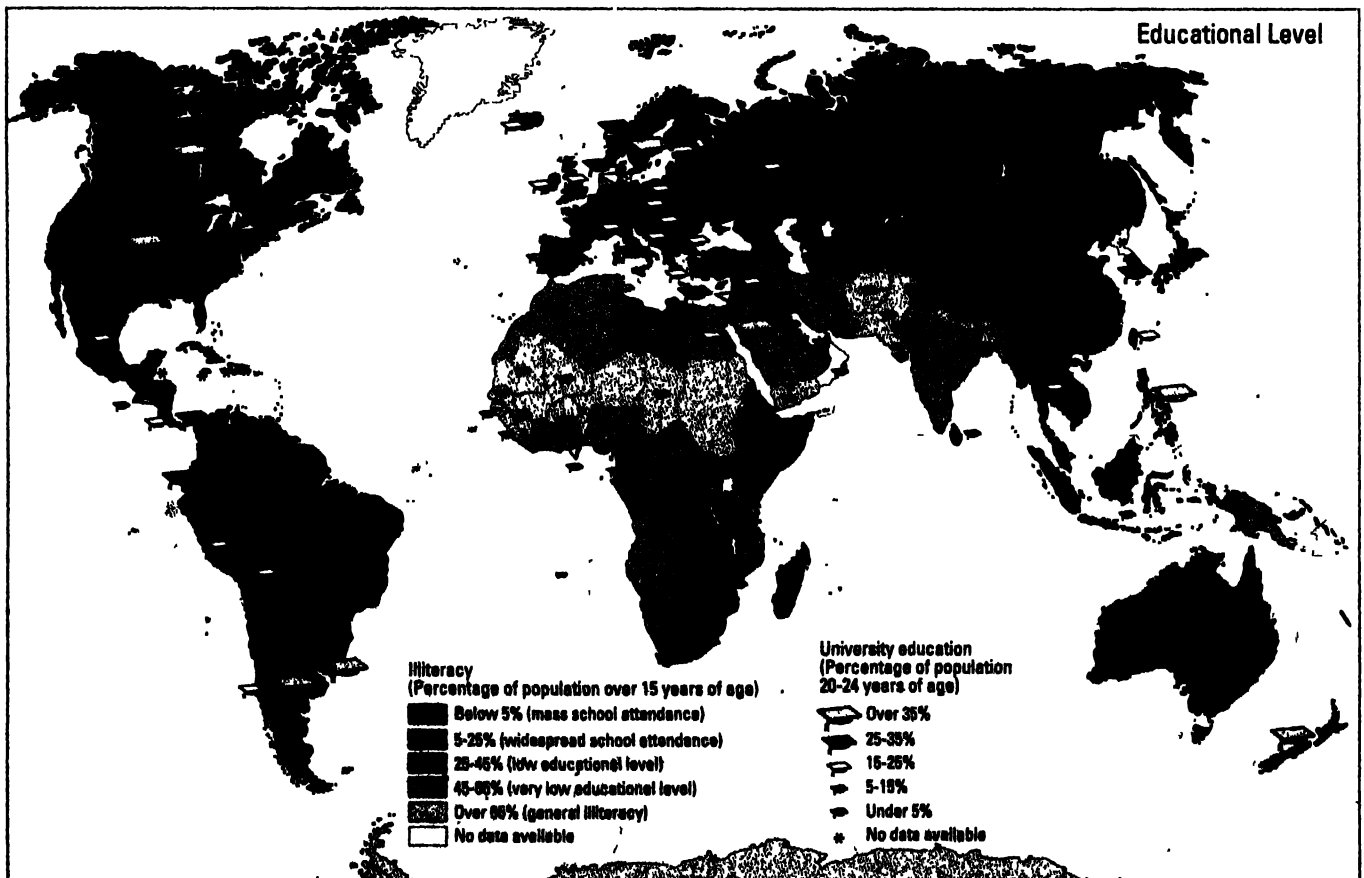 Educational Level
Illiteracy
(Percentage of population over 15 years of age)
Below 5% (mass school attendance)
5-25% (widespread school attendance)
25-45% (low educational level)
45-65% (very low educational level)
Over 65% (general illiteracy)
No data available
University education
(Percentage of population
20-24 years of age)
Over 35%
25-35%
15-25%
5-15%
Under 5%
No data available